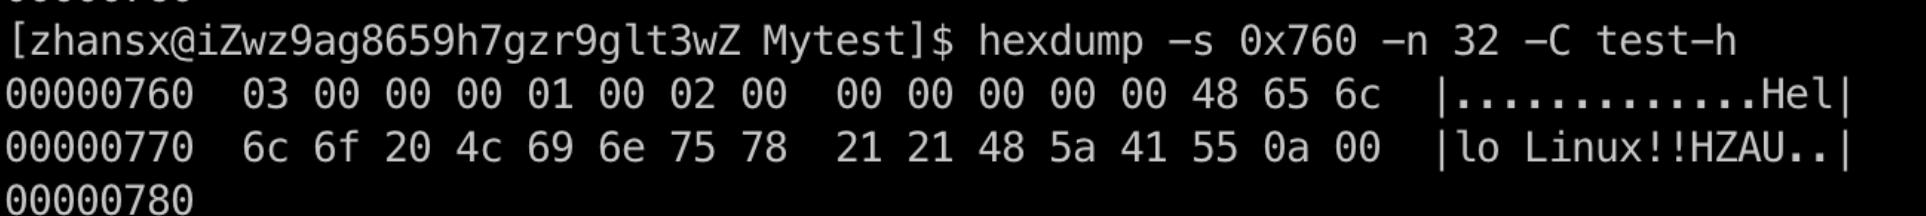 [zhansx@iZwz9ag8659h7gzr9glt3wZ Mytest]$ hexdump -s 0x760 -n 32 -C test-h
00000760  03 00 00 00 01 00 02 00  00 00 00 00 00 48 65 6c  |.............Hel|
00000770  6c 6f 20 4c 69 6e 75 78  21 21 48 5a 41 55 0a 00  |lo Linux!!HZAU..|
00000780